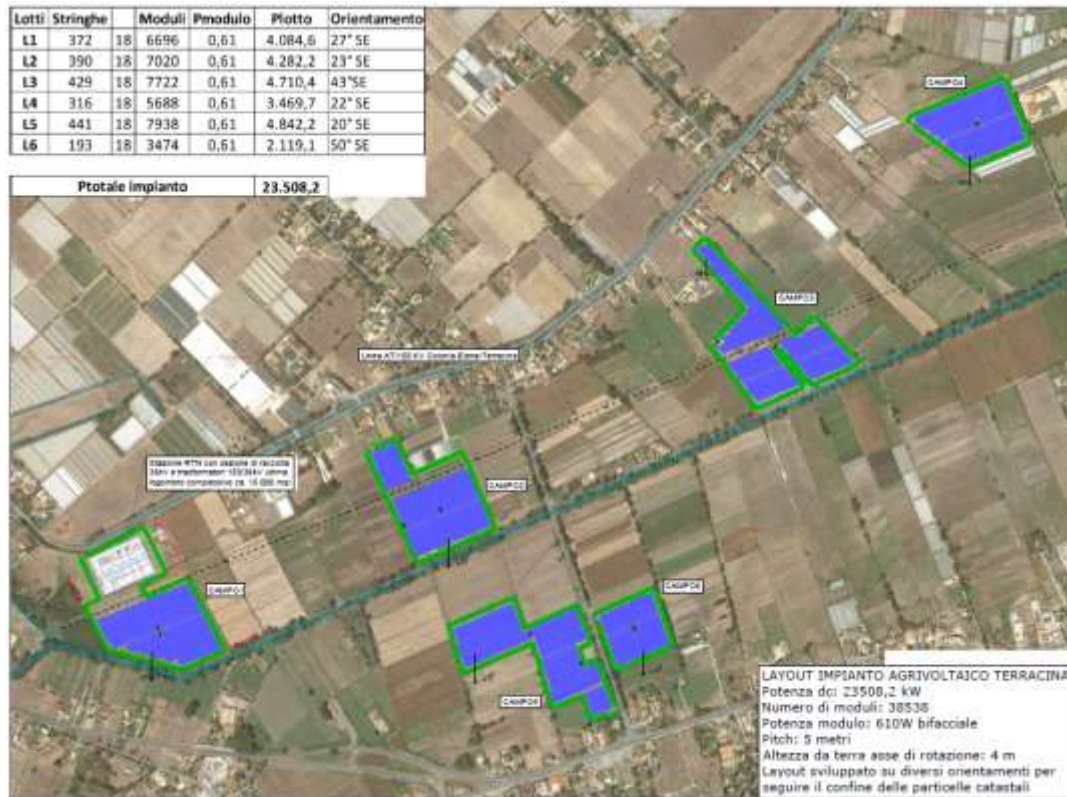 Lotti Stringhe Moduli Pmodulo Plotto Orientamento
L1 372 18 6696 0,61 4.084,6 27° SE
L2 390 18 7020 0,61 4.282,2 23° SE
L3 429 18 7722 0,61 4.710,4 43°SE
L4 316 18 5688 0,61 3.469,7 22° SE
L5 441 18 7938 0,61 4.842,2 20° SE
L6 193 18 3474 0,61 2.119,1 50° SE
Ptotale impianto 23.508,2
CAMPO3
CAMPO2
CAMPO1
LAYOUT IMPIANTO AGRIVOLTAICO TERRACINA
Potenza dc: 23508,2 kW
Numero di moduli: 38538
Potenza modulo: 610W bifacciale
Pitch: 5 metri
Altezza da terra asse di rotazione: 4 m
Layout sviluppato su diversi orientamenti per
seguire il confine delle particelle catastali